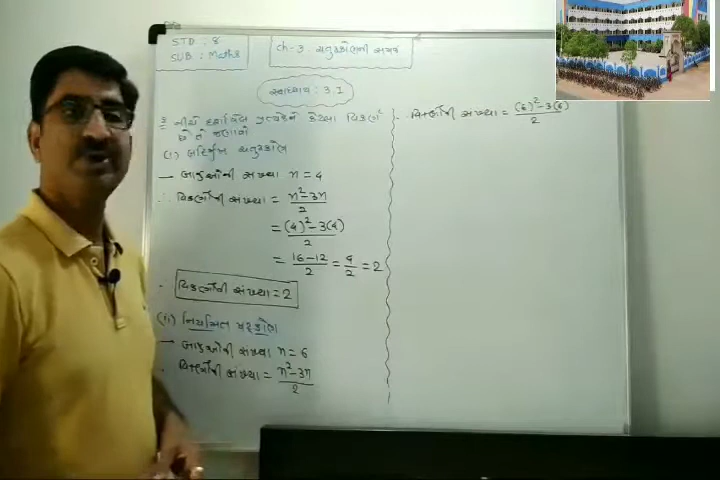 STD : 8
SUB : Maths
ch-3 ચતુષ્કોણની સમજ
સ્વાધ્યાય : 3.1
2 નીચે દર્શાવેલ પ્રત્યેકને કેટલા વિકર્ણો
છે તે જણાવો
(i) બહિર્મુખ ચતુષ્કોણ
→ બાજુઓની સંખ્યા n = 4
∴ વિકર્ણોની સંખ્યા = n²-3n / 2
= (4)²-3(4) / 2
= 16-12 / 2 = 4 / 2 = 2
વિકર્ણોની સંખ્યા = 2
(ii) નિયમિત ષટ્કોણ
→ બાજુઓની સંખ્યા n = 6
∴ વિકર્ણોની સંખ્યા = n²-3n / 2
∴ વિકર્ણોની સંખ્યા = (6)²-3(6) / 2